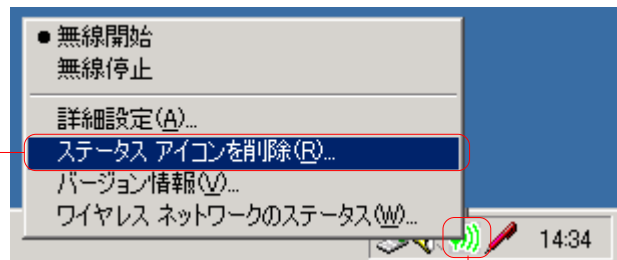 ● 無線開始
無線停止
詳細設定(A)...
ステータス アイコンを削除(R)...
バージョン情報(V)...
ワイヤレス ネットワークのステータス(W)...
14:34